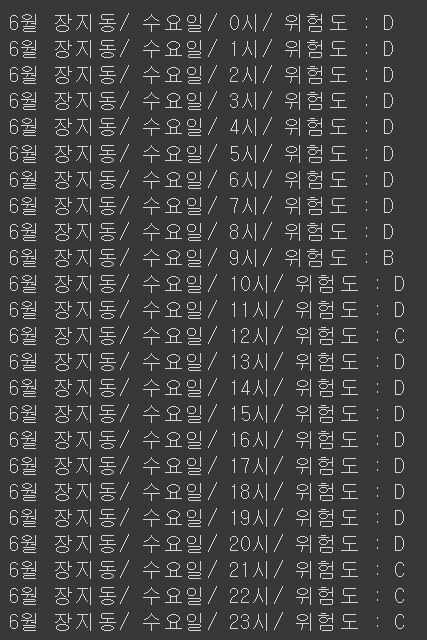 6월 장지동/ 수요일/ 0시/ 위험도 : D
6월 장지동/ 수요일/ 1시/ 위험도 : D
6월 장지동/ 수요일/ 2시/ 위험도 : D
6월 장지동/ 수요일/ 3시/ 위험도 : D
6월 장지동/ 수요일/ 4시/ 위험도 : D
6월 장지동/ 수요일/ 5시/ 위험도 : D
6월 장지동/ 수요일/ 6시/ 위험도 : D
6월 장지동/ 수요일/ 7시/ 위험도 : D
6월 장지동/ 수요일/ 8시/ 위험도 : D
6월 장지동/ 수요일/ 9시/ 위험도 : B
6월 장지동/ 수요일/ 10시/ 위험도 : D
6월 장지동/ 수요일/ 11시/ 위험도 : D
6월 장지동/ 수요일/ 12시/ 위험도 : C
6월 장지동/ 수요일/ 13시/ 위험도 : D
6월 장지동/ 수요일/ 14시/ 위험도 : D
6월 장지동/ 수요일/ 15시/ 위험도 : D
6월 장지동/ 수요일/ 16시/ 위험도 : D
6월 장지동/ 수요일/ 17시/ 위험도 : D
6월 장지동/ 수요일/ 18시/ 위험도 : D
6월 장지동/ 수요일/ 19시/ 위험도 : D
6월 장지동/ 수요일/ 20시/ 위험도 : D
6월 장지동/ 수요일/ 21시/ 위험도 : C
6월 장지동/ 수요일/ 22시/ 위험도 : C
6월 장지동/ 수요일/ 23시/ 위험도 : C